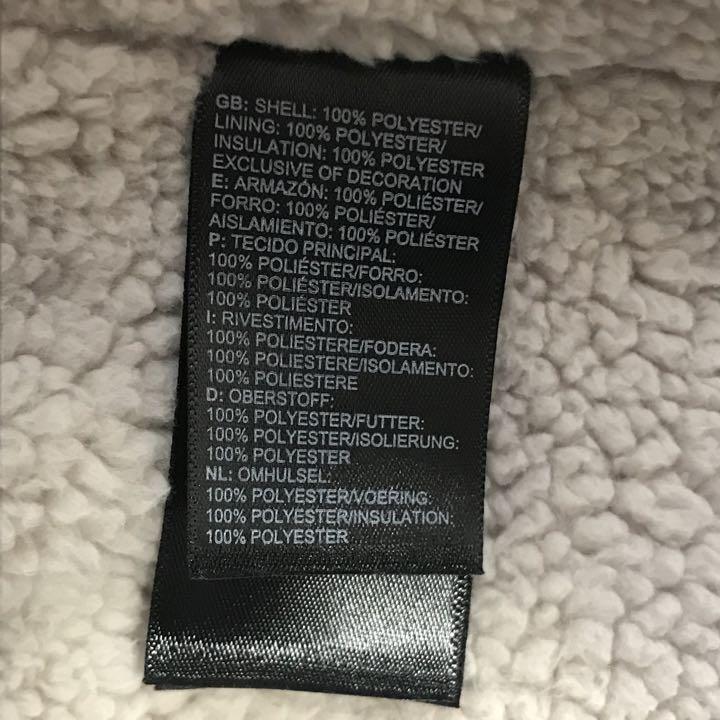 GB: SHELL: 100% POLYESTER/
LINING: 100% POLYESTER/
INSULATION: 100% POLYESTER
EXCLUSIVE OF DECORATION
E: ARMAZÓN: 100% POLIÉSTER/
FORRO: 100% POLIÉSTER/
AISLAMIENTO: 100% POLIÉSTER
P: TECIDO PRINCIPAL:
100% POLIÉSTER/FORRO:
100% POLIÉSTER/ISOLAMENTO:
100% POLIÉSTER
I: RIVESTIMENTO:
100% POLIESTERE/FODERA:
100% POLIESTERE/ISOLAMENTO:
100% POLIESTERE
D: OBERSTOFF:
100% POLYESTER/FUTTER:
100% POLYESTER/ISOLIERUNG:
100% POLYESTER
NL: OMHULSEL:
100% POLYESTER/VOERING:
100% POLYESTER/INSULATION:
100% POLYESTER